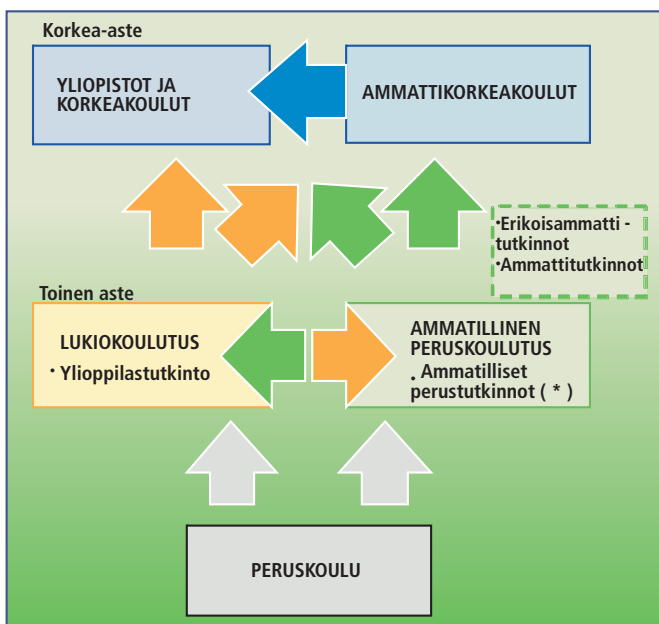 Korkea-aste
YLIOPISTOT JA
KORKEAKOULUT
AMMATTIKORKEAKOULUT
•Erikoisammatti -
tutkinnot
•Ammattitutkinnot
Toinen aste
LUKIOKOULUTUS
• Ylioppilastutkinto
AMMATILLINEN
PERUSKOULUTUS
. Ammatilliset
perustutkinnot ( * )
PERUSKOULU